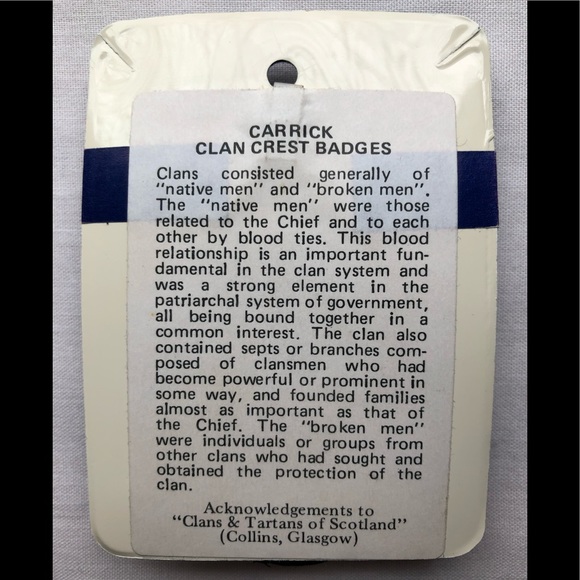 CARRICK
CLAN CREST BADGES
Clans consisted generally of
"native men" and "broken men".
The "native men" were those
related to the Chief and to each
other by blood ties. This blood
relationship is an important fun-
damental in the clan system and
was a strong element in the
patriarchal system of government,
all being bound together in a
common interest. The clan also
contained septs or branches com-
posed of clansmen who had
become powerful or prominent in
some way, and founded families
almost as important as that of
the Chief. The "broken men"
were individuals or groups from
other clans who had sought and
obtained the protection of the
clan.
Acknowledgements to
"Clans & Tartans of Scotland"
(Collins, Glasgow)